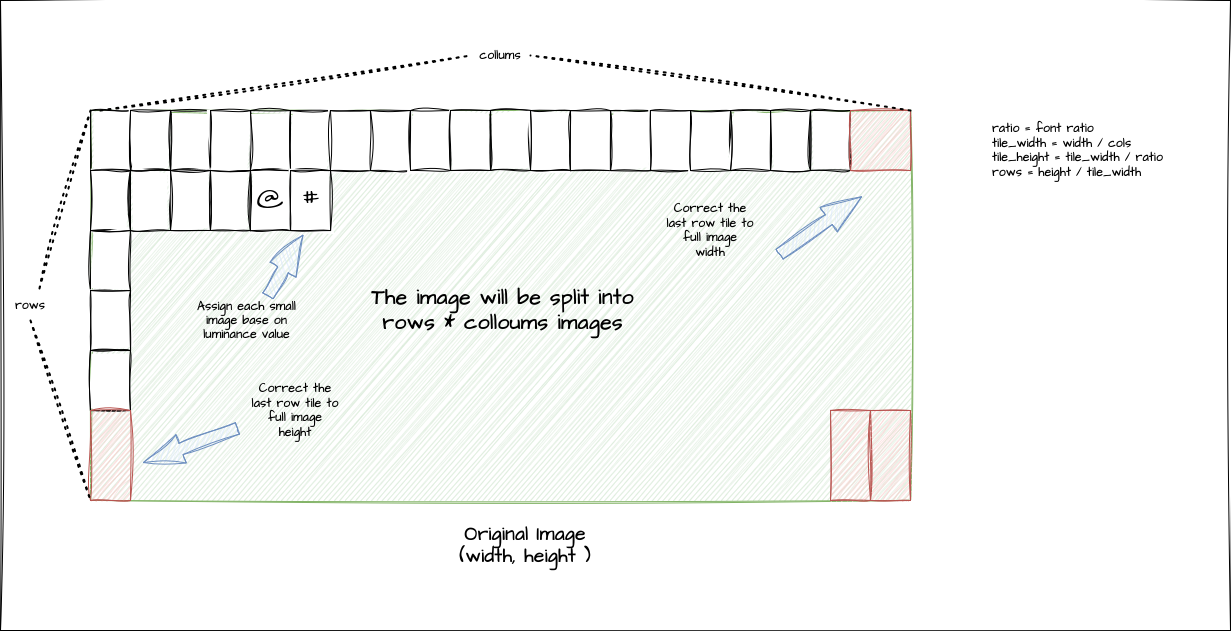 collums
ratio = font ratio
tile_width = width / cols
tile_height = tile_width / ratio
rows = height / tile_width
@ #
Correct the
last row tile to
full image
width
rows
Assign each small
image base on
luminance value
The image will be split into
rows * colloums images
Correct the
last row tile to
full image
height
Original Image
(width, height )